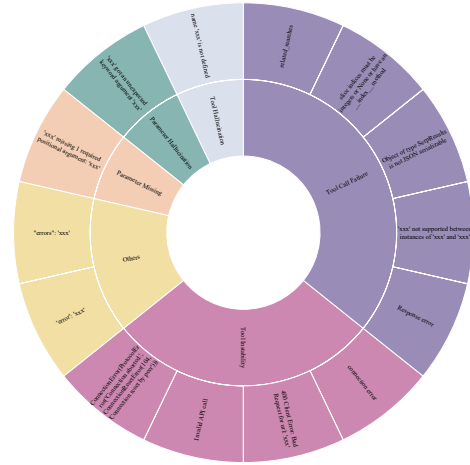 related_searches
slice indices must be
integers or None or have an
__index__ method
Object of type SerpResults
is not JSON serializable
'xxx' not supported between
instances of 'xxx' and 'xxx'
Response error
connection error
400 Client Error: Bad
Request for url: 'xxx'
Invalid API call
ConnectionError(ProtocolEr
ror('Connection aborted.',
ConnectionResetError(104,
'Connection reset by peer')))
'error': 'xxx'
"errors": 'xxx'
'xxx' missing 1 required
positional argument: 'xxx'
'xxx' got an unexpected
keyword argument 'xxx'
name 'xxx' is not defined
Tool Call Failure
Tool Instability
Others
Parameter Missing
Parameter Hallucination
Tool Hallucination